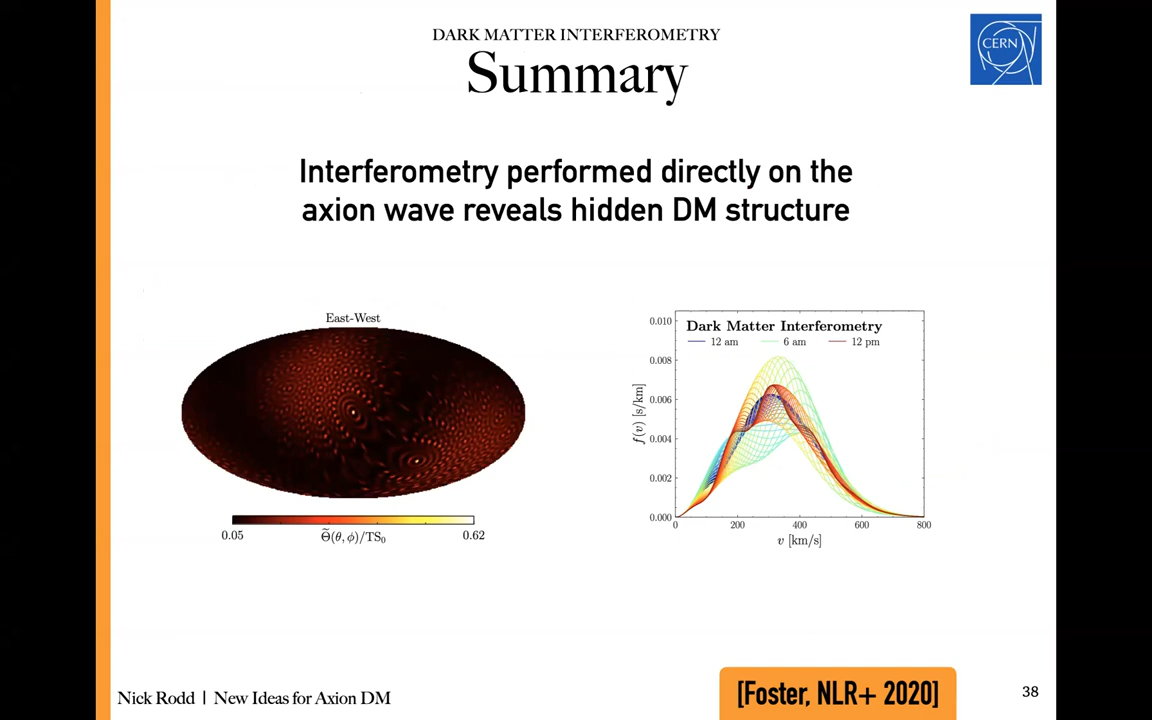 DARK MATTER INTERFEROMETRY
Summary
CERN
Interferometry performed directly on the
axion wave reveals hidden DM structure
East-West
0.05
Θ̃(θ, ϕ)/TS₀
0.62
Dark Matter Interferometry
12 am 6 am 12 pm
0.010
0.008
0.006
0.004
0.002
0.000
f(v) [s/km]
0 200 400 600 800
v [km/s]
Nick Rodd | New Ideas for Axion DM
[Foster, NLR+ 2020]
38